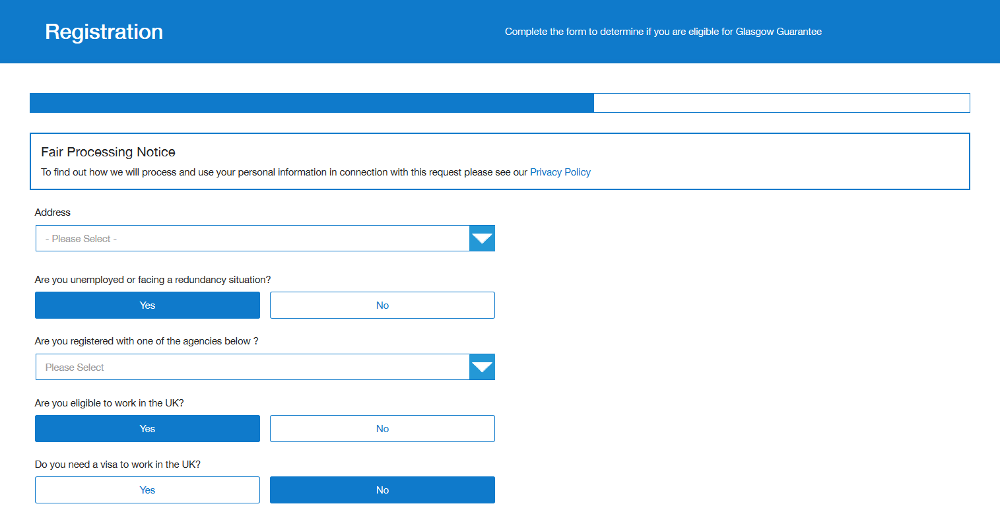 Registration
Complete the form to determine if you are eligible for Glasgow Guarantee
Fair Processing Notice
To find out how we will process and use your personal information in connection with this request please see our Privacy Policy
Address
- Please Select -
Are you unemployed or facing a redundancy situation?
Yes No
Are you registered with one of the agencies below ?
Please Select
Are you eligible to work in the UK?
Yes No
Do you need a visa to work in the UK?
Yes No